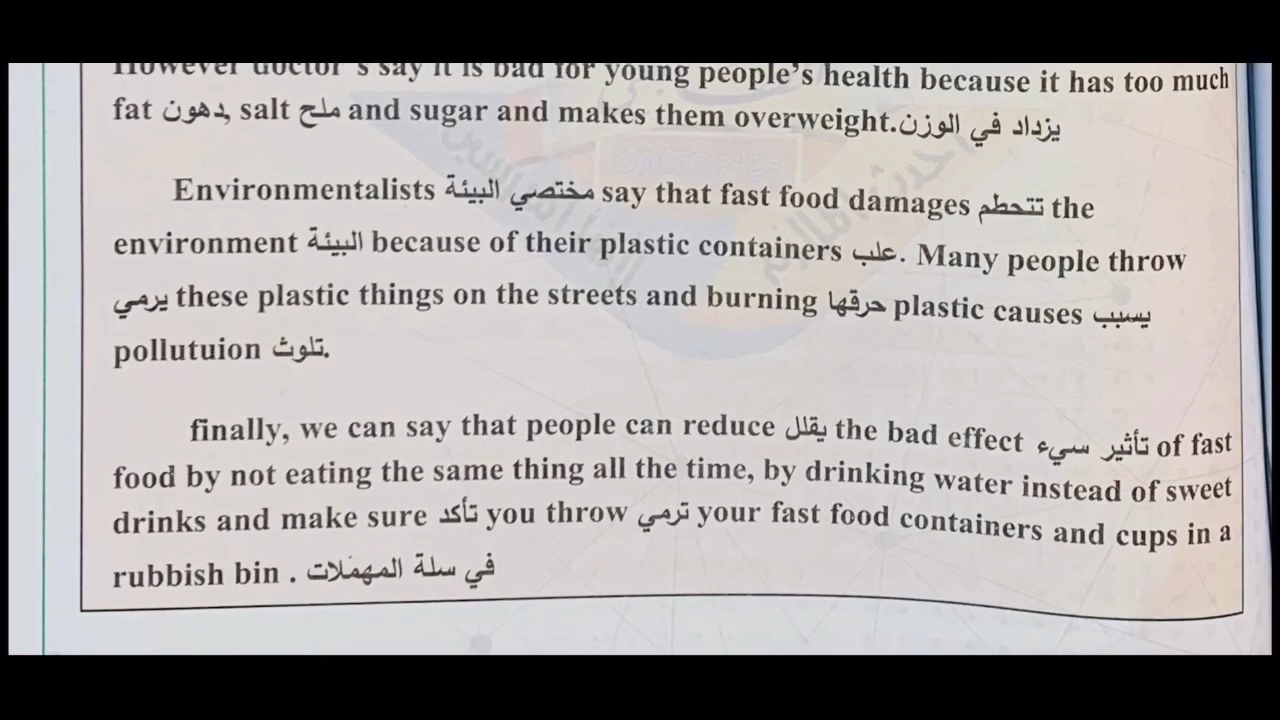 However doctor's say it is bad for young people's health because it has too much
fat دهون, salt ملح and sugar and makes them overweight.يزداد في الوزن
Environmentalists مختصي البيئة say that fast food damages تتحطم the
environment البيئة because of their plastic containers علب. Many people throw
يرمي these plastic things on the streets and burning حرقها plastic causes يسبب
pollutuion تلوث.
finally, we can say that people can reduce يقلل the bad effect تأثير سيء of fast
food by not eating the same thing all the time, by drinking water instead of sweet
drinks and make sure تأكد you throw ترمي your fast food containers and cups in a
rubbish bin . في سلة المهملات